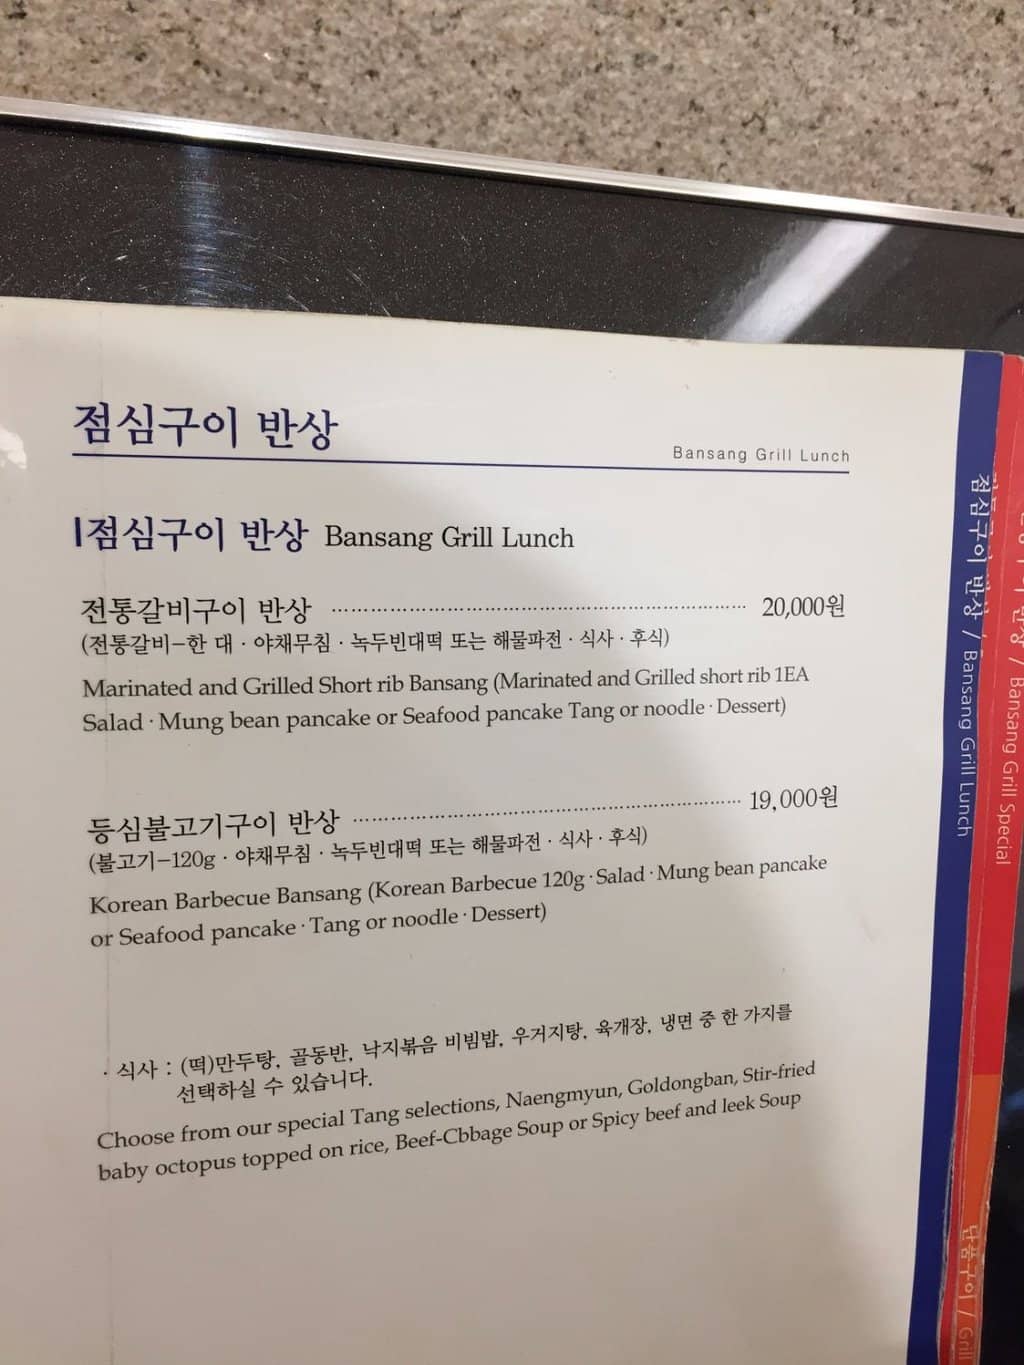 점심구이 반상
Bansang Grill Lunch
점심구이 반상 Bansang Grill Lunch
전통갈비구이 반상 ........................................................ 20,000원
(전통갈비-한 대 · 야채무침 · 녹두빈대떡 또는 해물파전 · 식사 · 후식)
Marinated and Grilled Short rib Bansang (Marinated and Grilled short rib 1EA
Salad · Mung bean pancake or Seafood pancake Tang or noodle · Dessert)
등심불고기구이 반상 ........................................................ 19,000원
(불고기-120g · 야채무침 · 녹두빈대떡 또는 해물파전 · 식사 · 후식)
Korean Barbecue Bansang (Korean Barbecue 120g · Salad · Mung bean pancake
or Seafood pancake · Tang or noodle · Dessert)
· 식사 : (떡)만두탕, 골동반, 낙지볶음 비빔밥, 우거지탕, 육개장, 냉면 중 한 가지를
선택하실 수 있습니다.
Choose from our special Tang selections, Naengmyun, Goldongban, Stir-fried
baby octopus topped on rice, Beef-Cbbage Soup or Spicy beef and leek Soup
점심구이 반상 / Bansang Grill Lunch
반상 / Bansang Grill Special
단품구이 / Grill